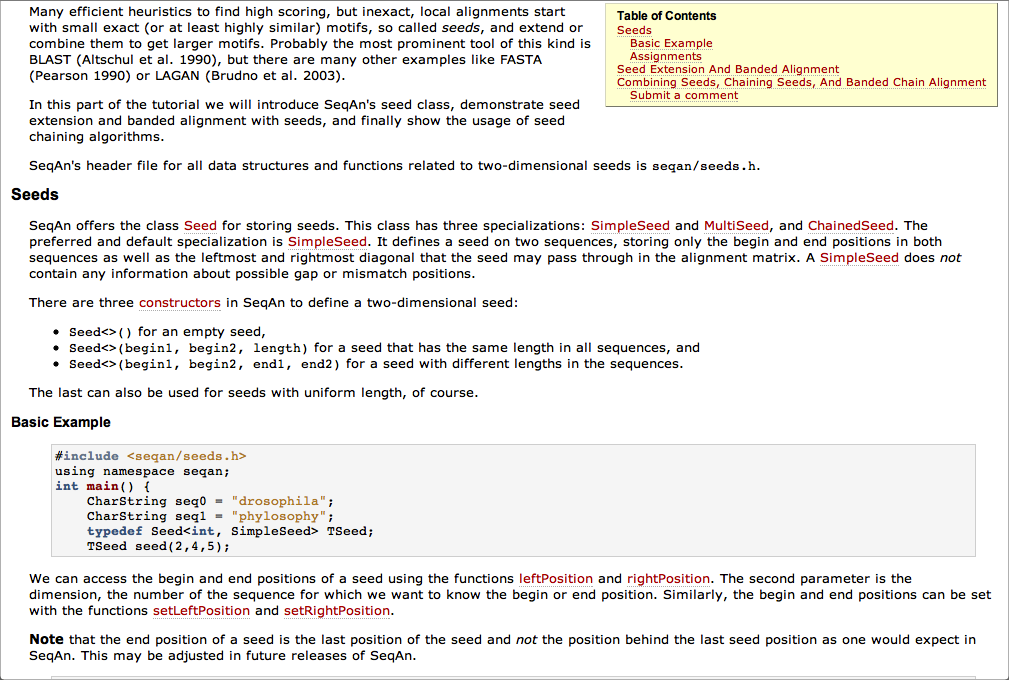 Many efficient heuristics to find high scoring, but inexact, local alignments start
with small exact (or at least highly similar) motifs, so called seeds, and extend or
combine them to get larger motifs. Probably the most prominent tool of this kind is
BLAST (Altschul et al. 1990), but there are many other examples like FASTA
(Pearson 1990) or LAGAN (Brudno et al. 2003).
In this part of the tutorial we will introduce SeqAn's seed class, demonstrate seed
extension and banded alignment with seeds, and finally show the usage of seed
chaining algorithms.
Table of Contents
Seeds
Basic Example
Assignments
Seed Extension And Banded Alignment
Combining Seeds, Chaining Seeds, And Banded Chain Alignment
Submit a comment
SeqAn's header file for all data structures and functions related to two-dimensional seeds is seqan/seeds.h.
Seeds
SeqAn offers the class Seed for storing seeds. This class has three specializations: SimpleSeed and MultiSeed, and ChainedSeed. The
preferred and default specialization is SimpleSeed. It defines a seed on two sequences, storing only the begin and end positions in both
sequences as well as the leftmost and rightmost diagonal that the seed may pass through in the alignment matrix. A SimpleSeed does not
contain any information about possible gap or mismatch positions.
There are three constructors in SeqAn to define a two-dimensional seed:
• Seed<>() for an empty seed,
• Seed<>(begin1, begin2, length) for a seed that has the same length in all sequences, and
• Seed<>(begin1, begin2, end1, end2) for a seed with different lengths in the sequences.
The last can also be used for seeds with uniform length, of course.
Basic Example
#include <seqan/seeds.h>
using namespace seqan;
int main() {
CharString seq0 = "drosophila";
CharString seq1 = "phylosophy";
typedef Seed<int, SimpleSeed> TSeed;
TSeed seed(2,4,5);
We can access the begin and end positions of a seed using the functions leftPosition and rightPosition. The second parameter is the
dimension, the number of the sequence for which we want to know the begin or end position. Similarly, the begin and end positions can be set
with the functions setLeftPosition and setRightPosition.
Note that the end position of a seed is the last position of the seed and not the position behind the last seed position as one would expect in
SeqAn. This may be adjusted in future releases of SeqAn.